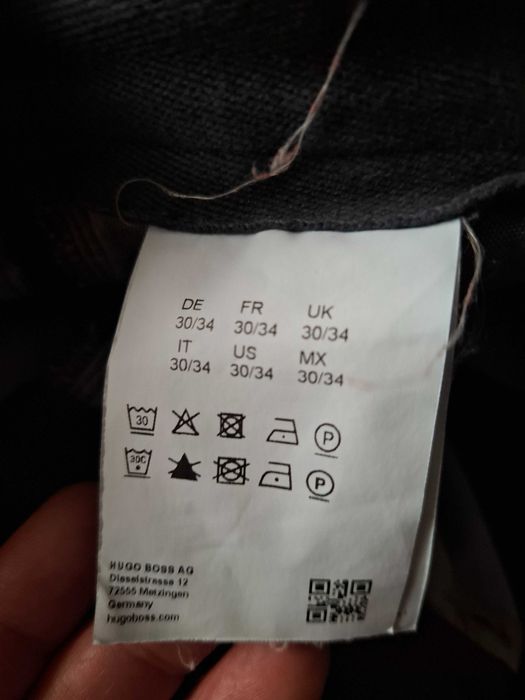 DE FR UK
30/34 30/34 30/34
IT US MX
30/34 30/34 30/34
30 P
30C P
HUGO BOSS AG
Dieselstrasse 12
72555 Metzingen
Germany
hugoboss.com